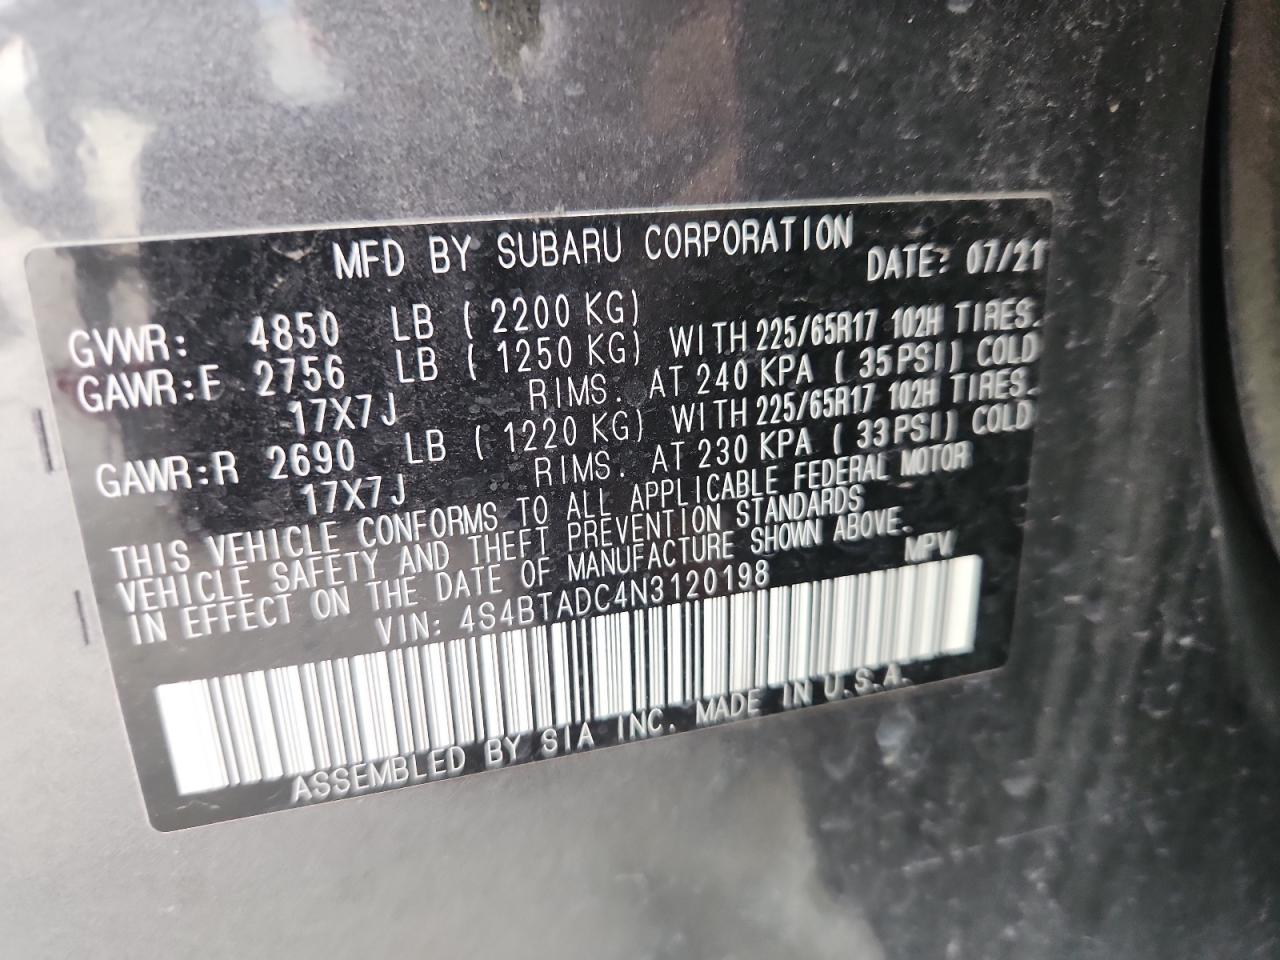 MFD BY SUBARU CORPORATION DATE: 07/21
GVWR: 4850 LB (2200 KG)
GAWR:F 2756 LB (1250 KG) WITH 225/65R17 102H TIRES.
17X7J RIMS. AT 240 KPA (35PSI) COLD
GAWR:R 2690 LB (1220 KG) WITH 225/65R17 102H TIRES.
17X7J RIMS. AT 230 KPA (33PSI) COLD
THIS VEHICLE CONFORMS TO ALL APPLICABLE FEDERAL MOTOR
VEHICLE SAFETY AND THEFT PREVENTION STANDARDS
IN EFFECT ON THE DATE OF MANUFACTURE SHOWN ABOVE.
VIN: 4S4BTADC4N3120198 MPV
ASSEMBLED BY SIA INC. MADE IN U.S.A.